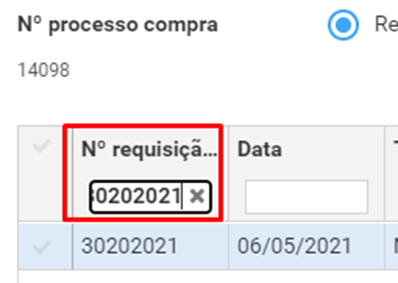 Nº processo compra
Re
14098
Nº requisiçã... Data
0202021
30202021 06/05/2021